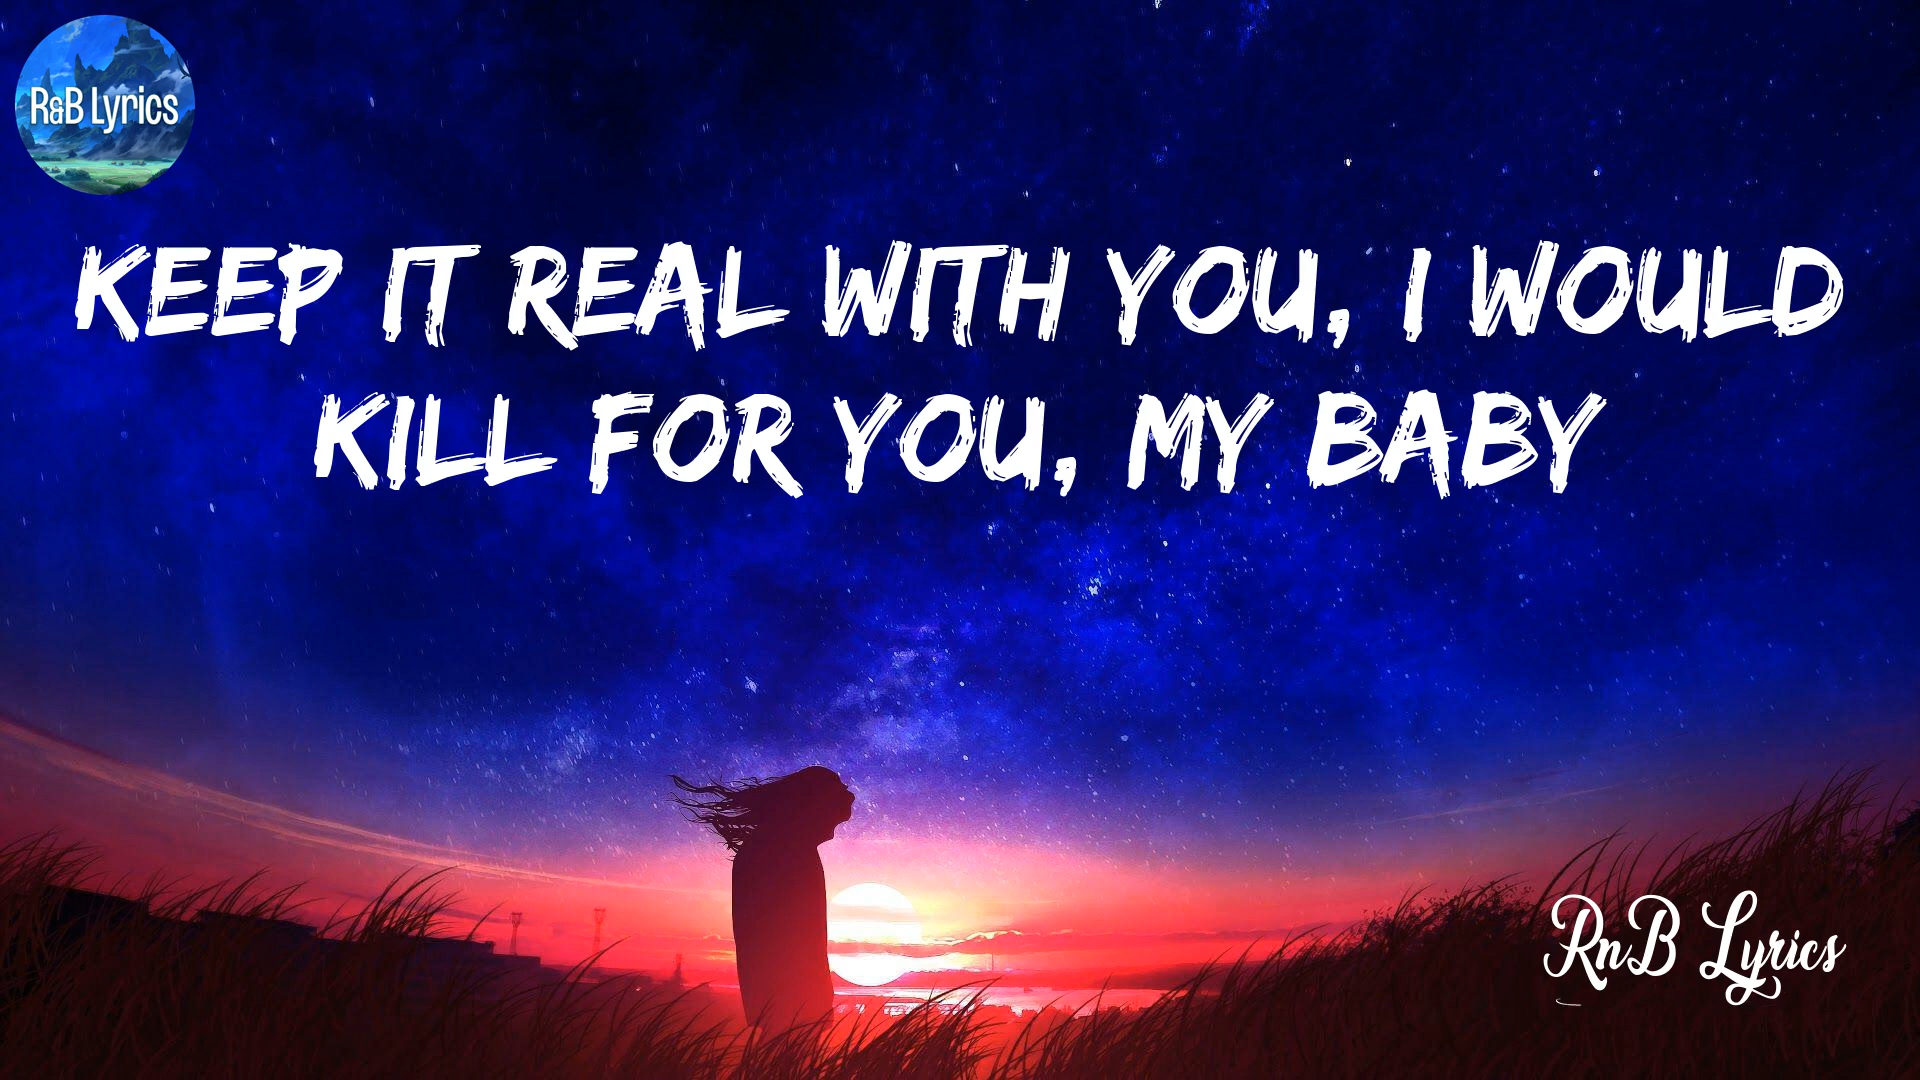 R&B Lyrics
KEEP IT REAL WITH YOU, I WOULD
KILL FOR YOU, MY BABY
RnB Lyrics